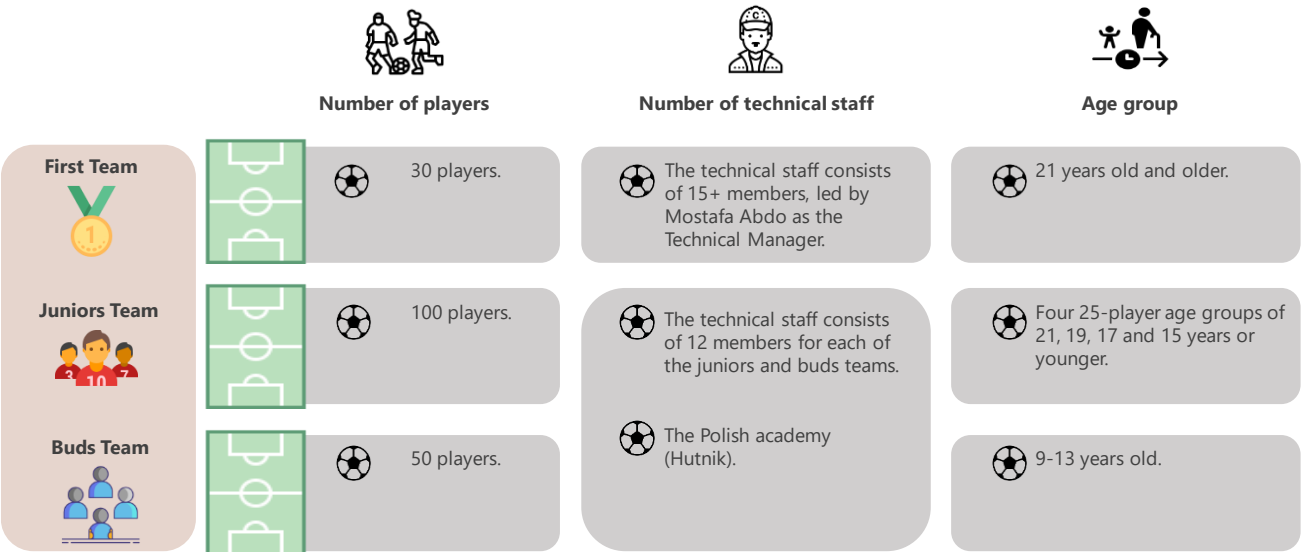 Number of players
Number of technical staff
Age group
First Team
1
30 players.
The technical staff consists
of 15+ members, led by
Mostafa Abdo as the
Technical Manager.
21 years old and older.
Juniors Team
3
10
7
100 players.
The technical staff consists
of 12 members for each of
the juniors and buds teams.
Four 25-player age groups of
21, 19, 17 and 15 years or
younger.
Buds Team
50 players.
The Polish academy
(Hutnik).
9-13 years old.